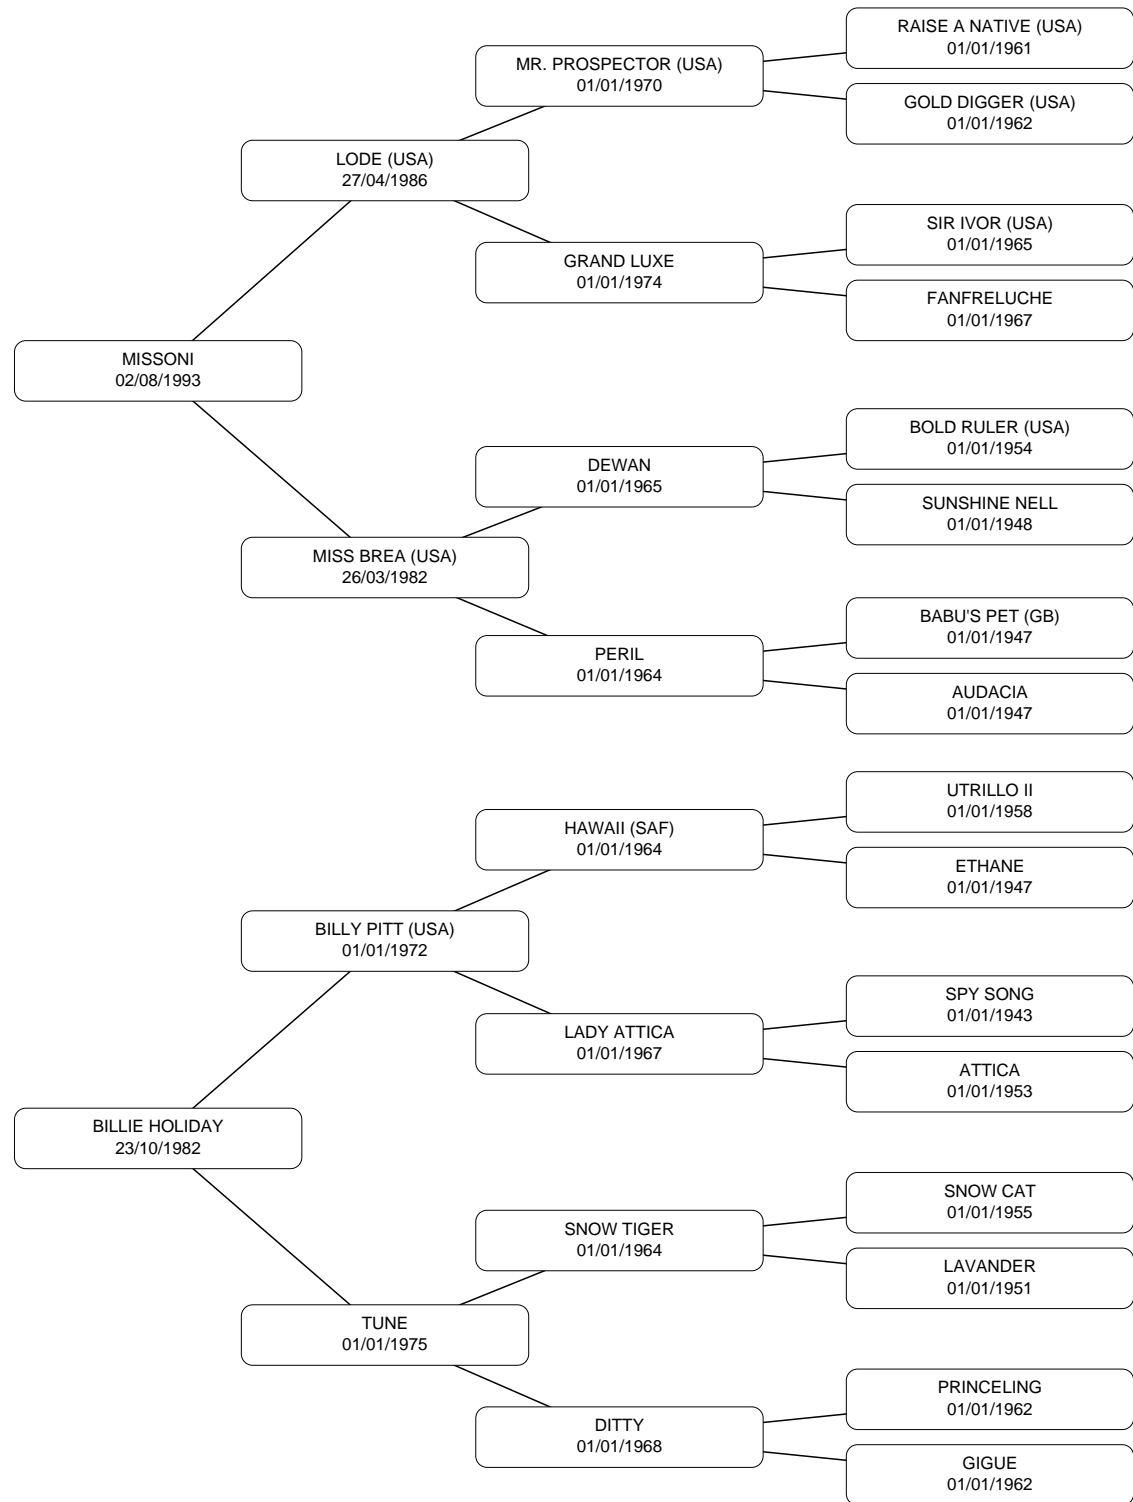 RAISE A NATIVE (USA)
01/01/1961
MR. PROSPECTOR (USA)
01/01/1970
GOLD DIGGER (USA)
01/01/1962
LODE (USA)
27/04/1986
SIR IVOR (USA)
01/01/1965
GRAND LUXE
01/01/1974
FANFRELUCHE
01/01/1967
MISSONI
02/08/1993
BOLD RULER (USA)
01/01/1954
DEWAN
01/01/1965
SUNSHINE NELL
01/01/1948
MISS BREA (USA)
26/03/1982
BABU'S PET (GB)
01/01/1947
PERIL
01/01/1964
AUDACIA
01/01/1947
UTRILLO II
01/01/1958
HAWAII (SAF)
01/01/1964
ETHANE
01/01/1947
BILLY PITT (USA)
01/01/1972
SPY SONG
01/01/1943
LADY ATTICA
01/01/1967
ATTICA
01/01/1953
BILLIE HOLIDAY
23/10/1982
SNOW CAT
01/01/1955
SNOW TIGER
01/01/1964
LAVANDER
01/01/1951
TUNE
01/01/1975
PRINCELING
01/01/1962
DITTY
01/01/1968
GIGUE
01/01/1962